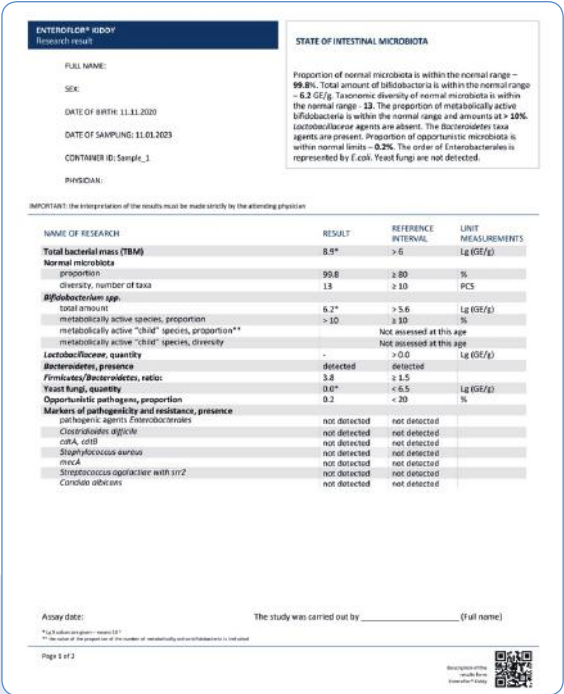 ENTEROFLOR® KIDDY
Research result
FULL NAME:
SEX:
DATE OF BIRTH: 11.11.2020
DATE OF SAMPLING: 11.01.2023
CONTAINER ID: Sample_1
PHYSICIAN:
STATE OF INTESTINAL MICROBIOTA
Proportion of normal microbiota is within the normal range –
99.8%. Total amount of bifidobacteria is within the normal range
– 6.2 GE/g. Taxonomic diversity of normal microbiota is within
the normal range - 13. The proportion of metabolically active
bifidobacteria is within the normal range and amounts at > 10%.
Lactobacillaceae agents are absent. The Bacteroidetes taxa
agents are present. Proportion of opportunistic microbiota is
within normal limits – 0.2%. The order of Enterobacterales is
represented by E.coli. Yeast fungi are not detected.
IMPORTANT: the interpretation of the results must be made strictly by the attending physician
NAME OF RESEARCH RESULT REFERENCE INTERVAL UNIT MEASUREMENTS
Total bacterial mass (TBM) 8.9* > 6 Lg (GE/g)
Normal microbiota
proportion 99.8 ≥ 80 %
diversity, number of taxa 13 ≥ 10 PCS
Bifidobacterium spp.
total amount 6.2* > 5.6 Lg (GE/g)
metabolically active species, proportion > 10 ≥ 10 %
metabolically active "child" species, proportion** Not assessed at this age
metabolically active "child" species, diversity Not assessed at this age
Lactobacillaceae, quantity - > 0.0 Lg (GE/g)
Bacteroidetes, presence detected detected
Firmicutes/Bacteroidetes, ratio: 3.8 ≥ 1.5
Yeast fungi, quantity 0.0* < 6.5 Lg (GE/g)
Opportunistic pathogens, proportion 0.2 < 20 %
Markers of pathogenicity and resistance, presence
pathogenic agents Enterobacterales not detected not detected
Clostridioides difficile not detected not detected
cdtA, cdtB not detected not detected
Staphylococcus aureus not detected not detected
mecA not detected not detected
Streptococcus agalactiae with srr2 not detected not detected
Candida albicans not detected not detected
Assay date:
The study was carried out by ____________________ (Full name)
Page 1 of 2
description of the
results form
Enteroflor® Kiddy